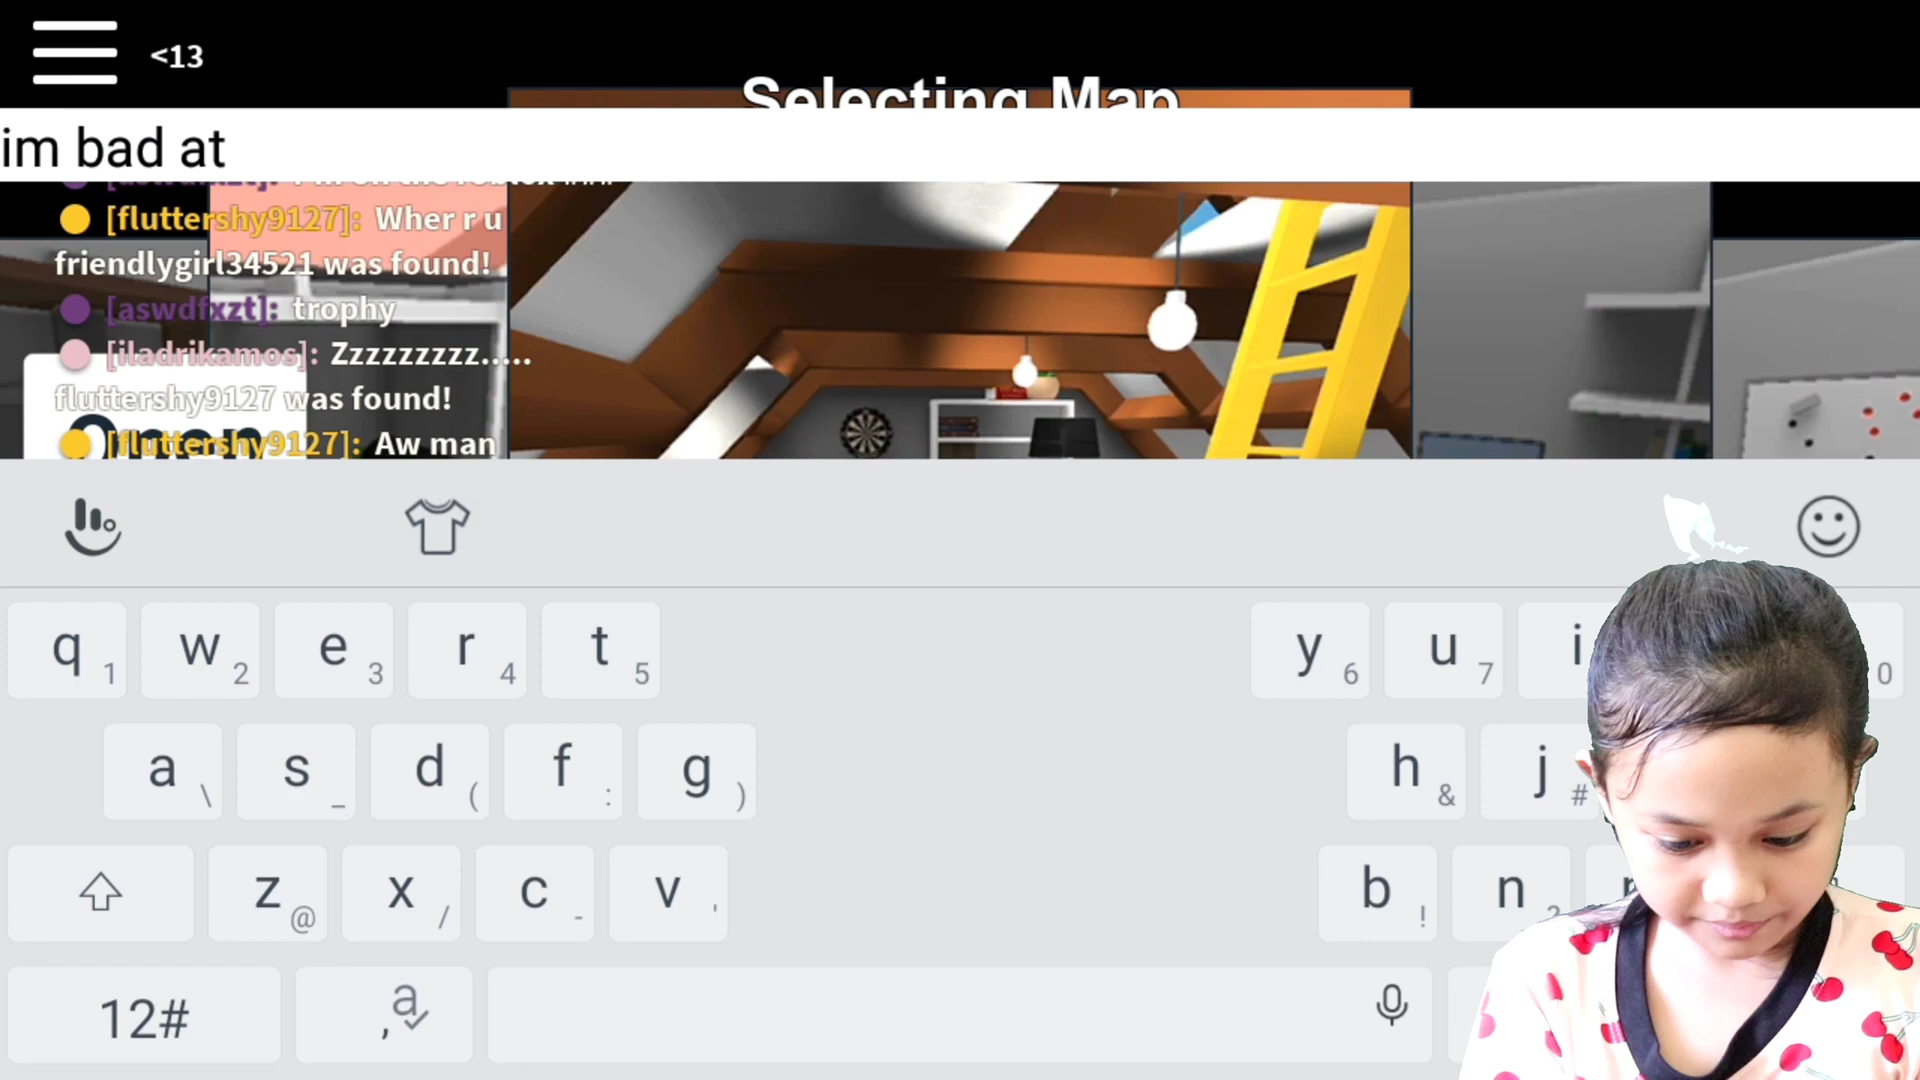 <13
Selecting Map
im bad at
[fluttershy9127]: Wher r u
friendlygirl34521 was found!
[aswdfxzt]: trophy
[iladrikamos]: Zzzzzzzzz.....
fluttershy9127 was found!
[fluttershy9127]: Aw man
q 1 w 2 e 3 r 4 t 5 y 6 u 7 i 0
a \ s _ d ( f : g ) h & j #
z @ x / c - v ' b ! n ?
12# , a